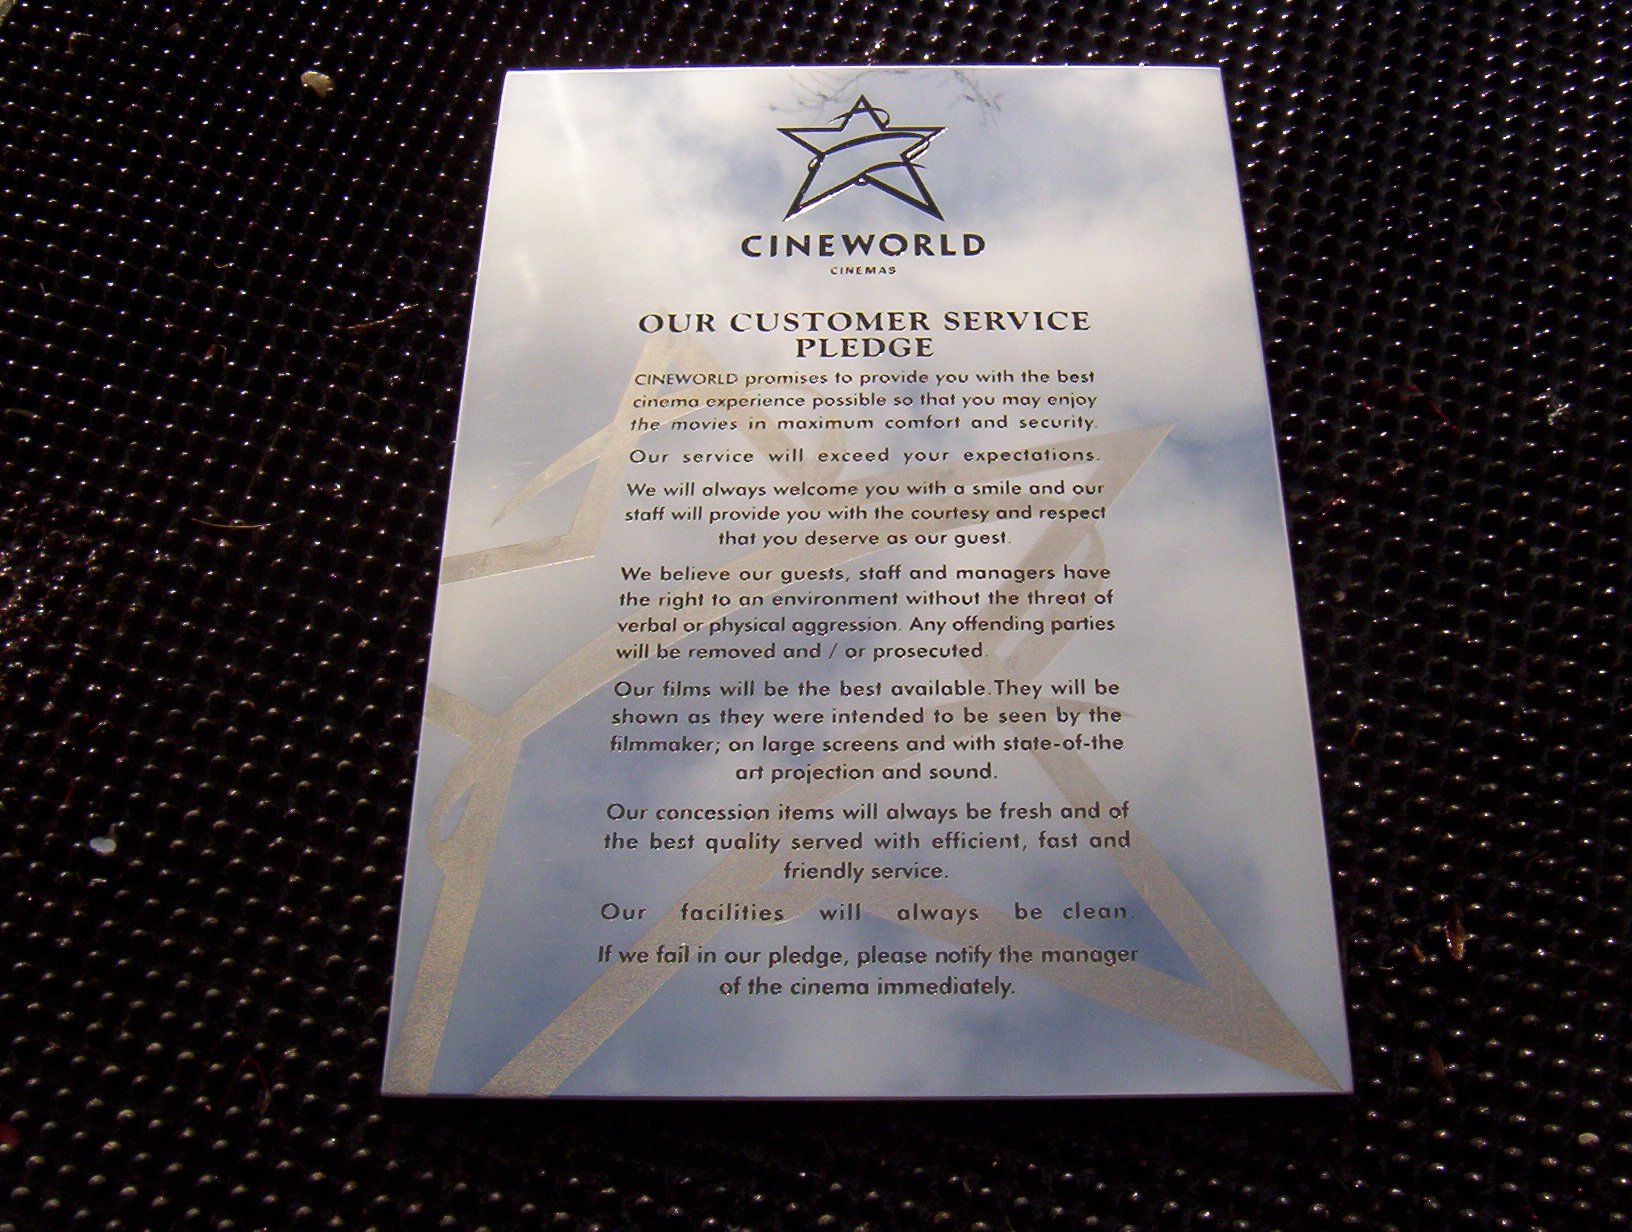 CINEWORLD
CINEMAS
OUR CUSTOMER SERVICE
PLEDGE
CINEWORLD promises to provide you with the best
cinema experience possible so that you may enjoy
the movies in maximum comfort and security.
Our service will exceed your expectations.
We will always welcome you with a smile and our
staff will provide you with the courtesy and respect
that you deserve as our guest.
We believe our guests, staff and managers have
the right to an environment without the threat of
verbal or physical aggression. Any offending parties
will be removed and / or prosecuted.
Our films will be the best available.They will be
shown as they were intended to be seen by the
filmmaker; on large screens and with state-of-the
art projection and sound.
Our concession items will always be fresh and of
the best quality served with efficient, fast and
friendly service.
Our facilities will always be clean.
If we fail in our pledge, please notify the manager
of the cinema immediately.